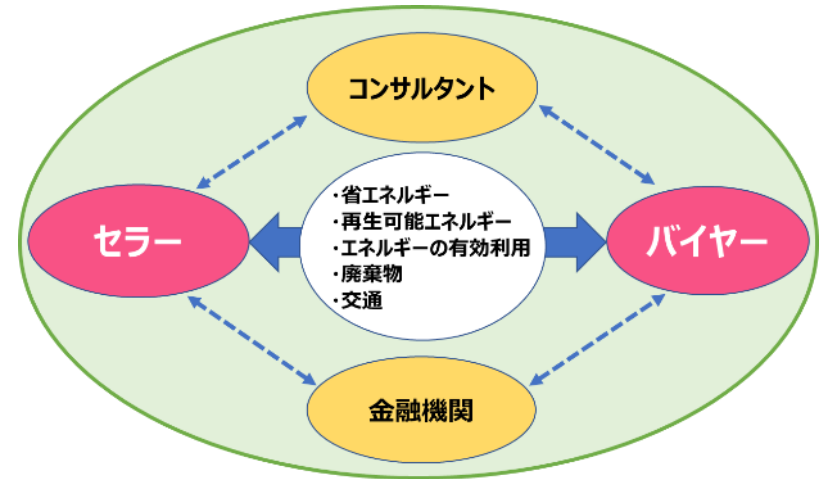 コンサルタント
セラー
・省エネルギー
・再生可能エネルギー
・エネルギーの有効利用
・廃棄物
・交通
バイヤー
金融機関